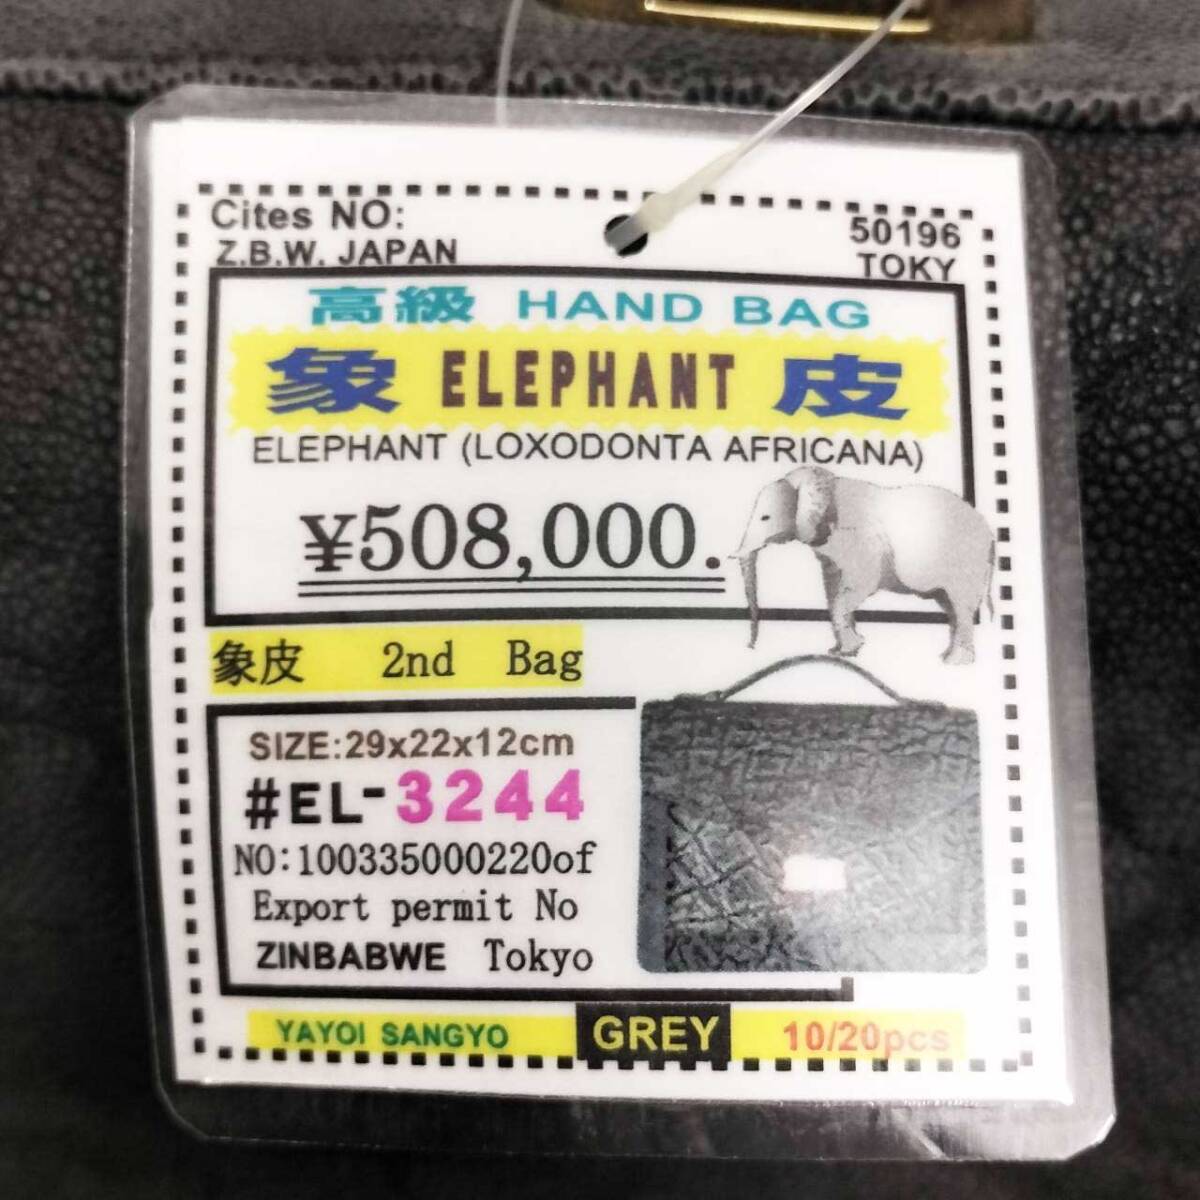 Cites NO: 50196
Z.B.W. JAPAN TOKY
高級 HAND BAG
象 ELEPHANT 皮
ELEPHANT (LOXODONTA AFRICANA)
¥508,000.
象皮 2nd Bag
SIZE:29x22x12cm
#EL-3244
NO:100335000220of
Export permit No
ZINBABWE Tokyo
YAYOI SANGYO GREY 10/20pcs